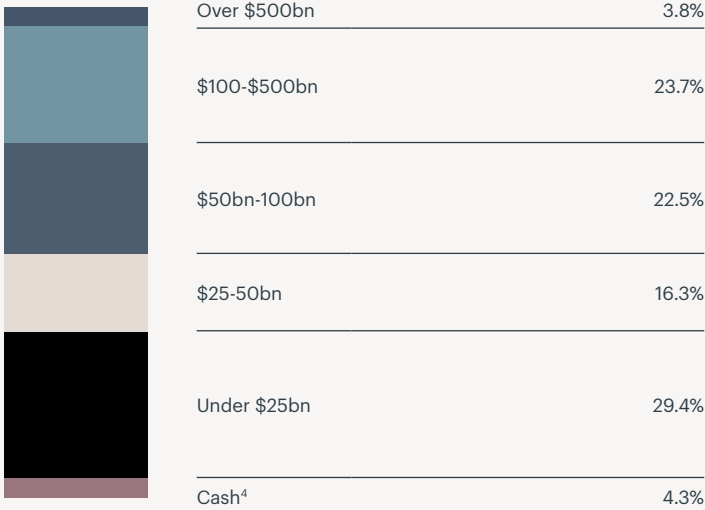 Over $500bn 3.8%
$100-$500bn 23.7%
$50bn-100bn 22.5%
$25-50bn 16.3%
Under $25bn 29.4%
Cash⁴ 4.3%